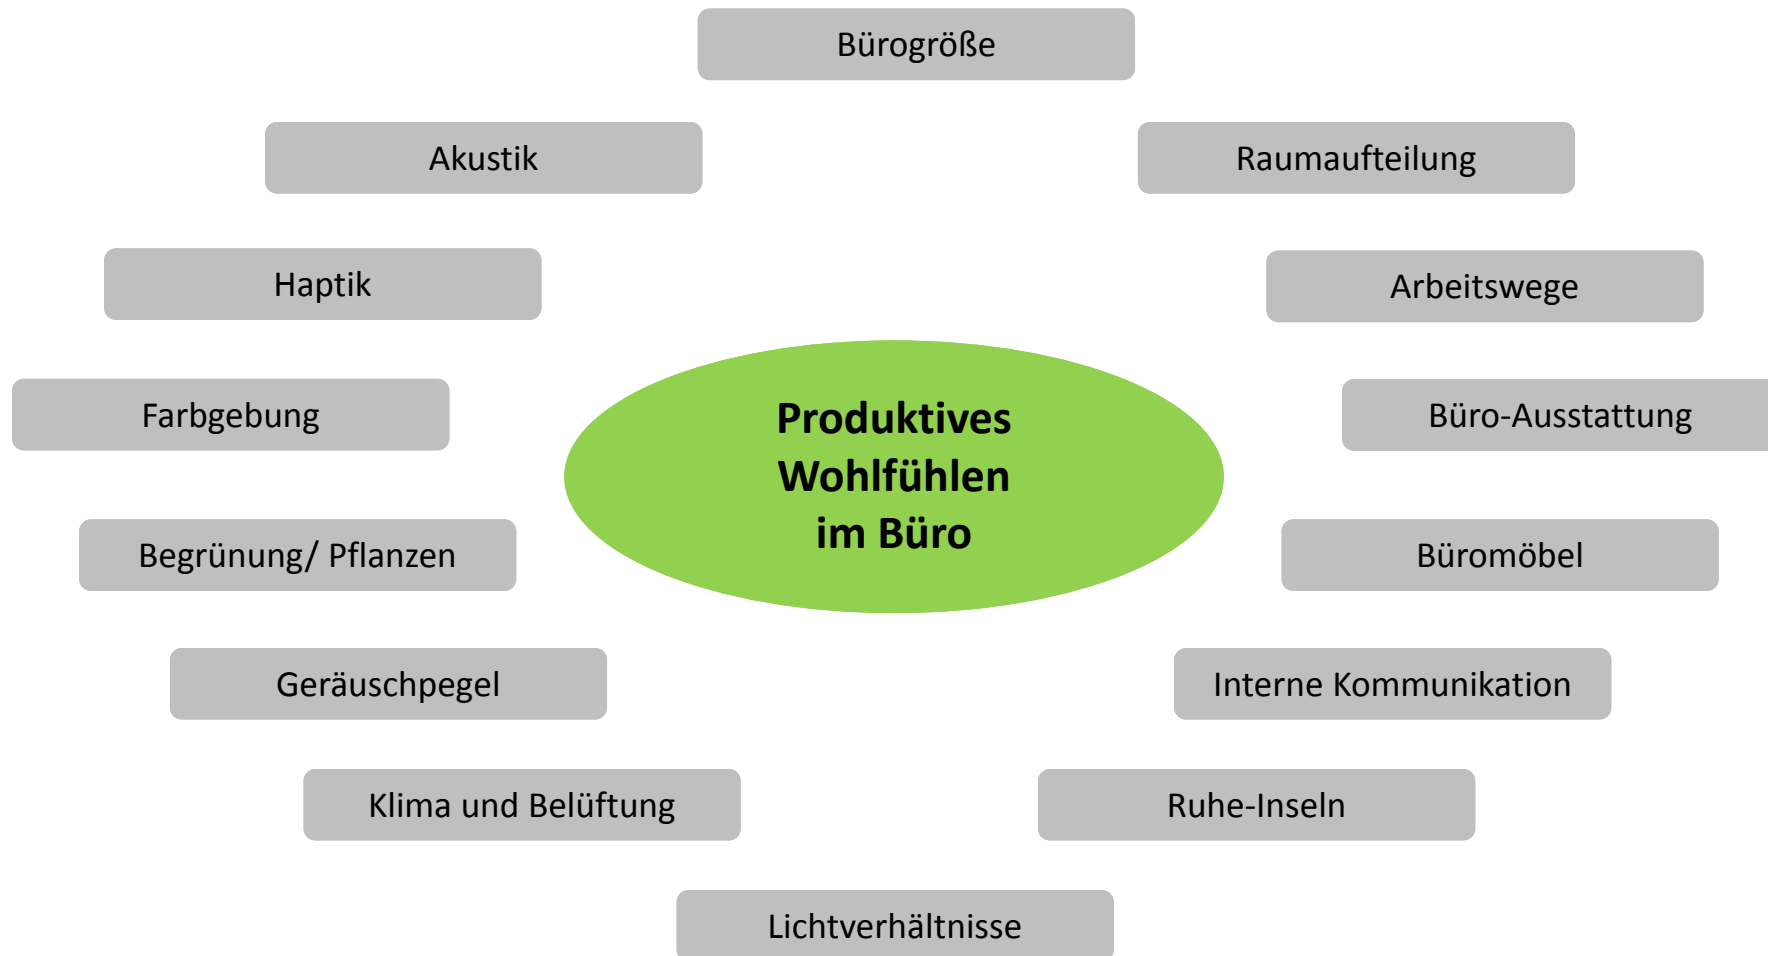 Bürogröße
Akustik
Raumaufteilung
Haptik
Arbeitswege
Farbgebung
Produktives
Wohlfühlen
im Büro
Büro-Ausstattung
Begrünung/ Pflanzen
Büromöbel
Geräuschpegel
Interne Kommunikation
Klima und Belüftung
Ruhe-Inseln
Lichtverhältnisse